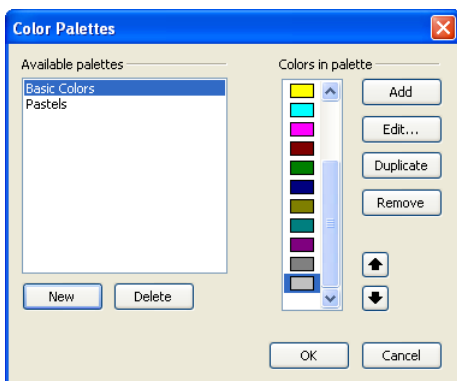 Color Palettes
Available palettes
Basic Colors
Pastels
New
Delete
Colors in palette
Add
Edit...
Duplicate
Remove
OK
Cancel